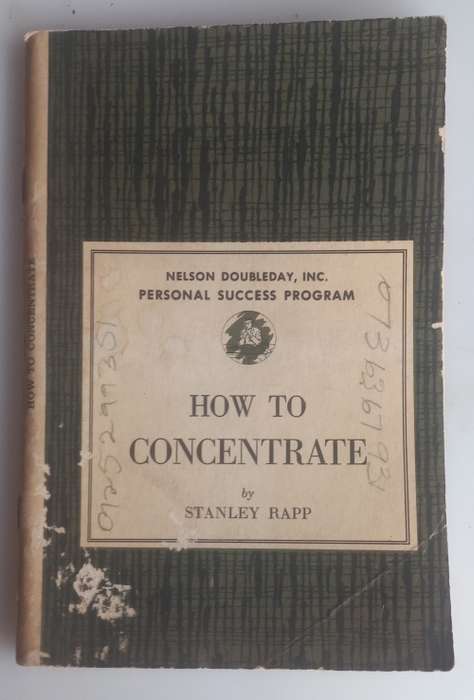 NELSON DOUBLEDAY, INC.
PERSONAL SUCCESS PROGRAM
HOW TO
CONCENTRATE
by
STANLEY RAPP
HOW TO CONCENTRATE